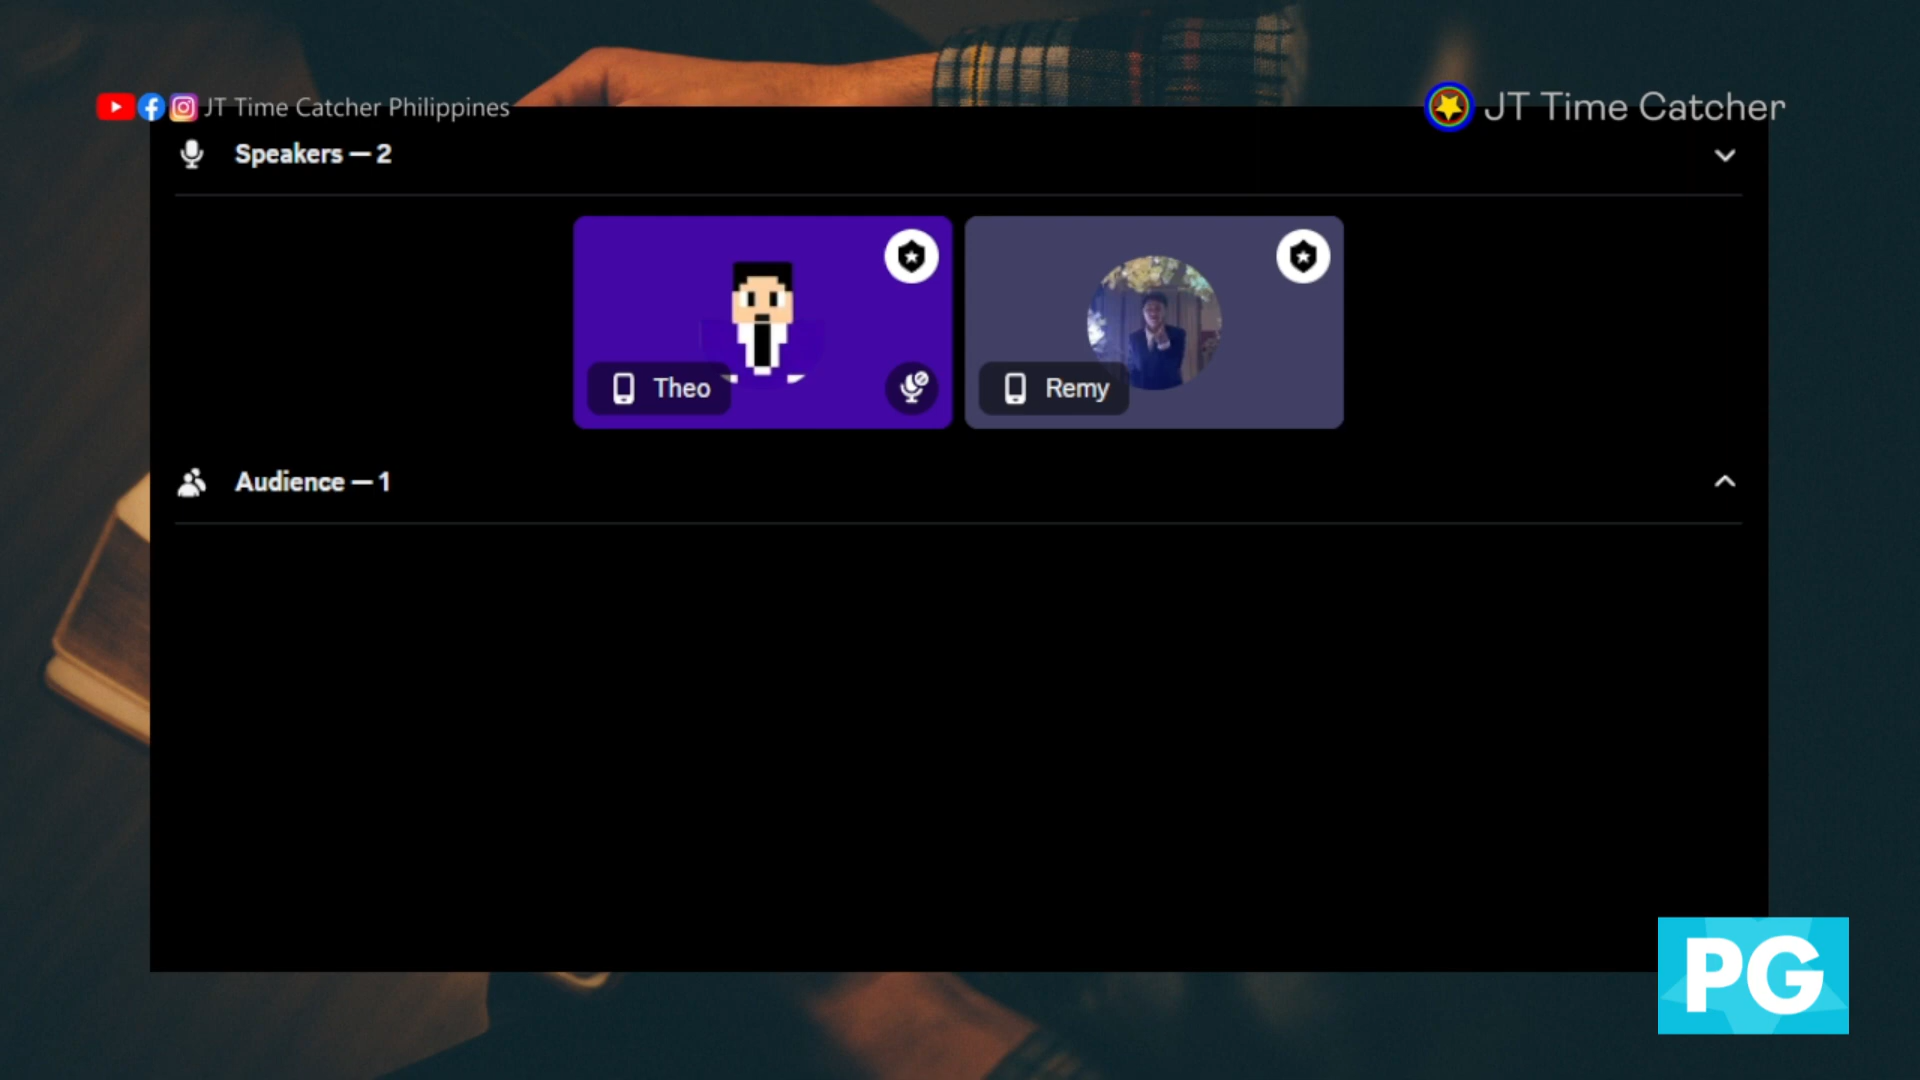 JT Time Catcher Philippines
JT Time Catcher
Speakers — 2
Theo
Remy
Audience — 1
PG